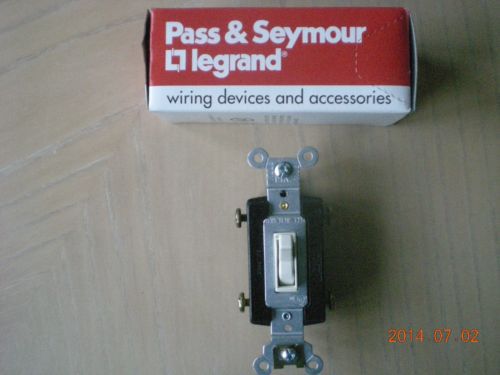 Pass & Seymour
legrand®
wiring devices and accessories
2014 07 02